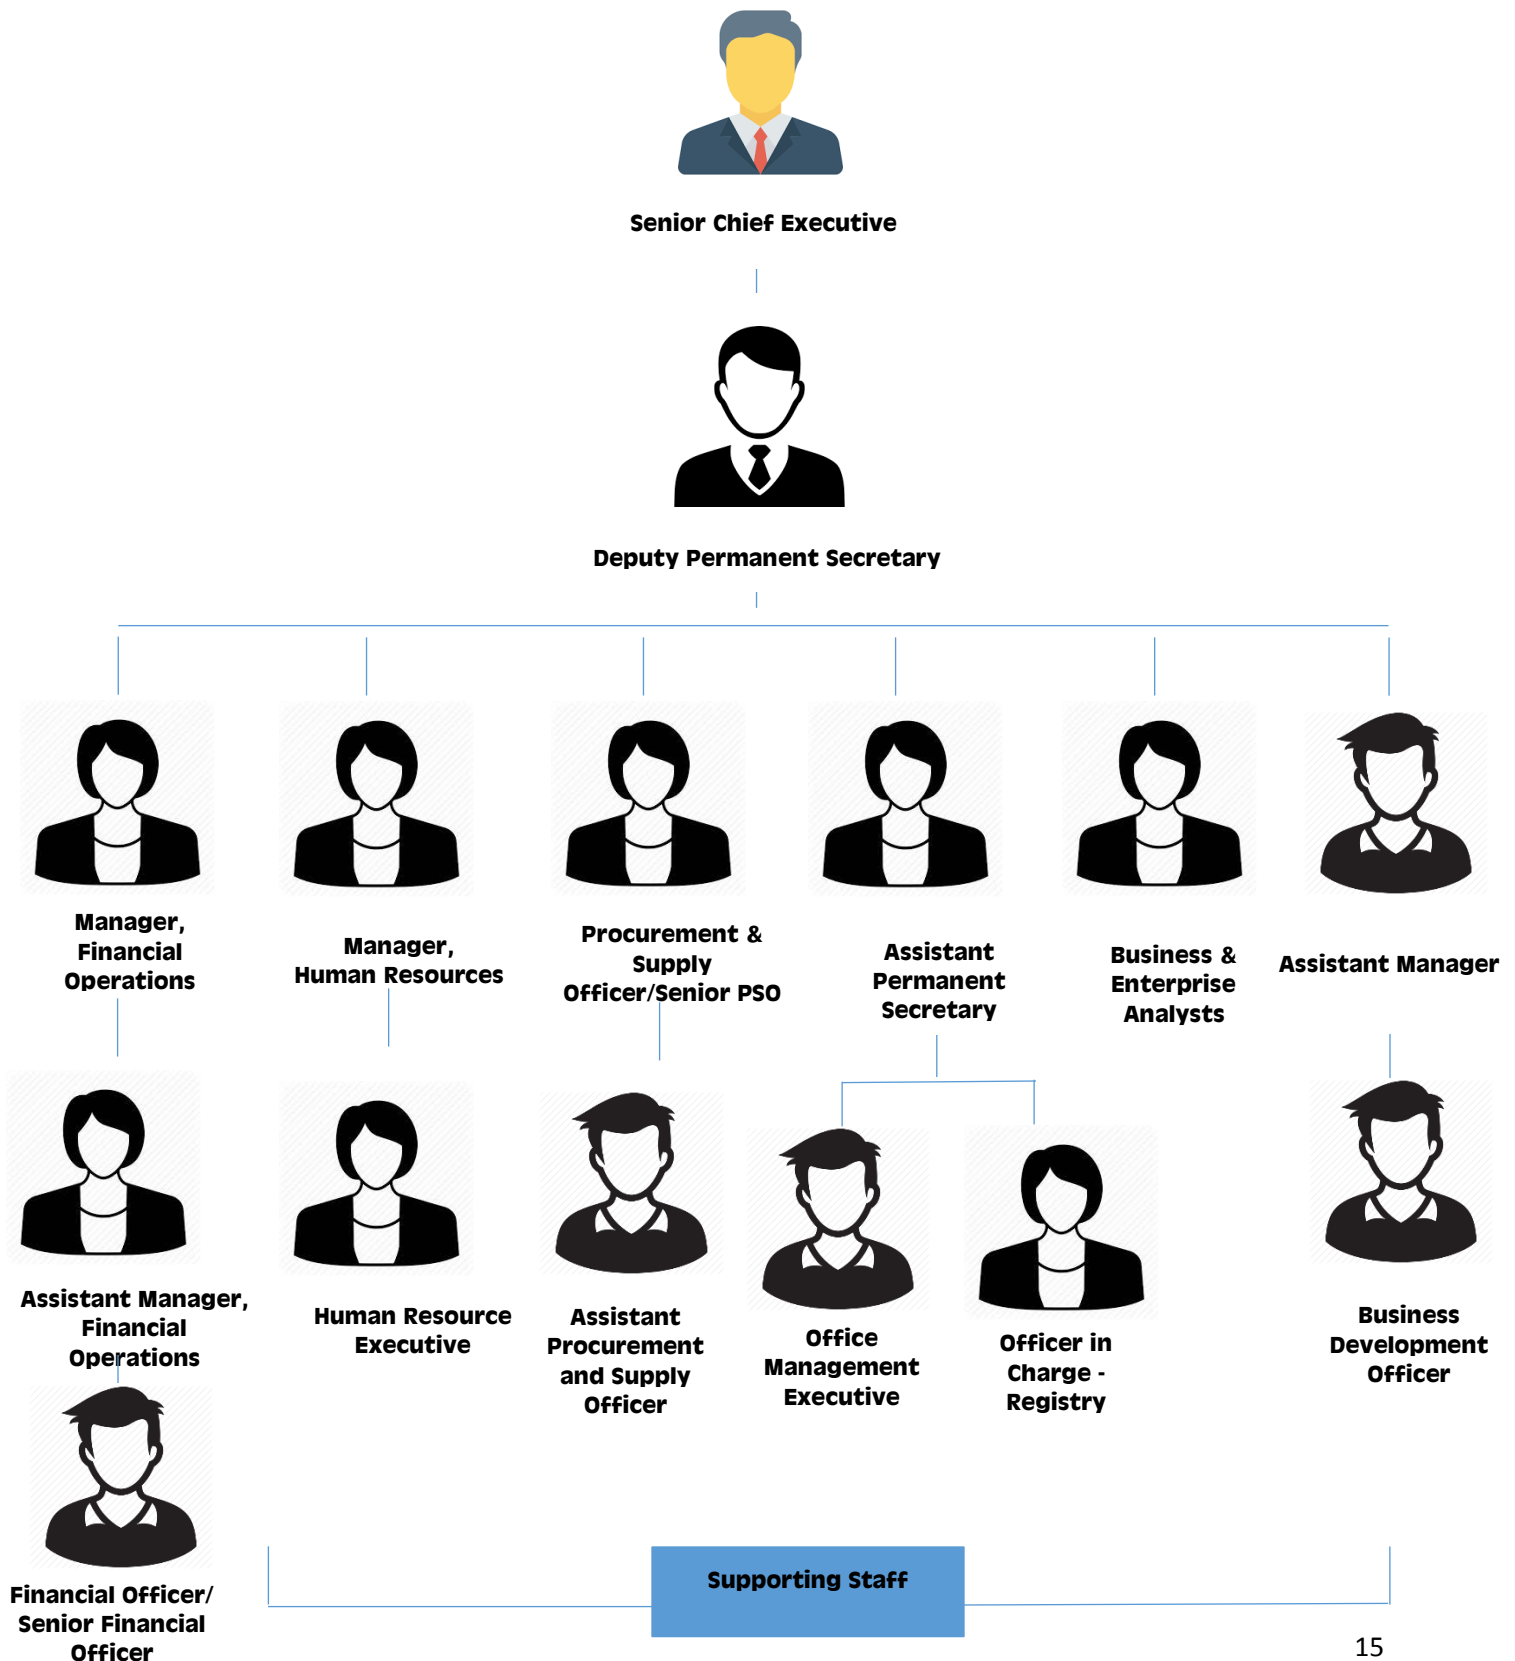 Senior Chief Executive
Deputy Permanent Secretary
Manager,
Financial
Operations
Manager,
Human Resources
Procurement &
Supply
Officer/Senior PSO
Assistant
Permanent
Secretary
Business &
Enterprise
Analysts
Assistant Manager
Assistant Manager,
Financial
Operations
Human Resource
Executive
Assistant
Procurement
and Supply
Officer
Office
Management
Executive
Officer in
Charge -
Registry
Business
Development
Officer
Financial Officer/
Senior Financial
Officer
Supporting Staff
15